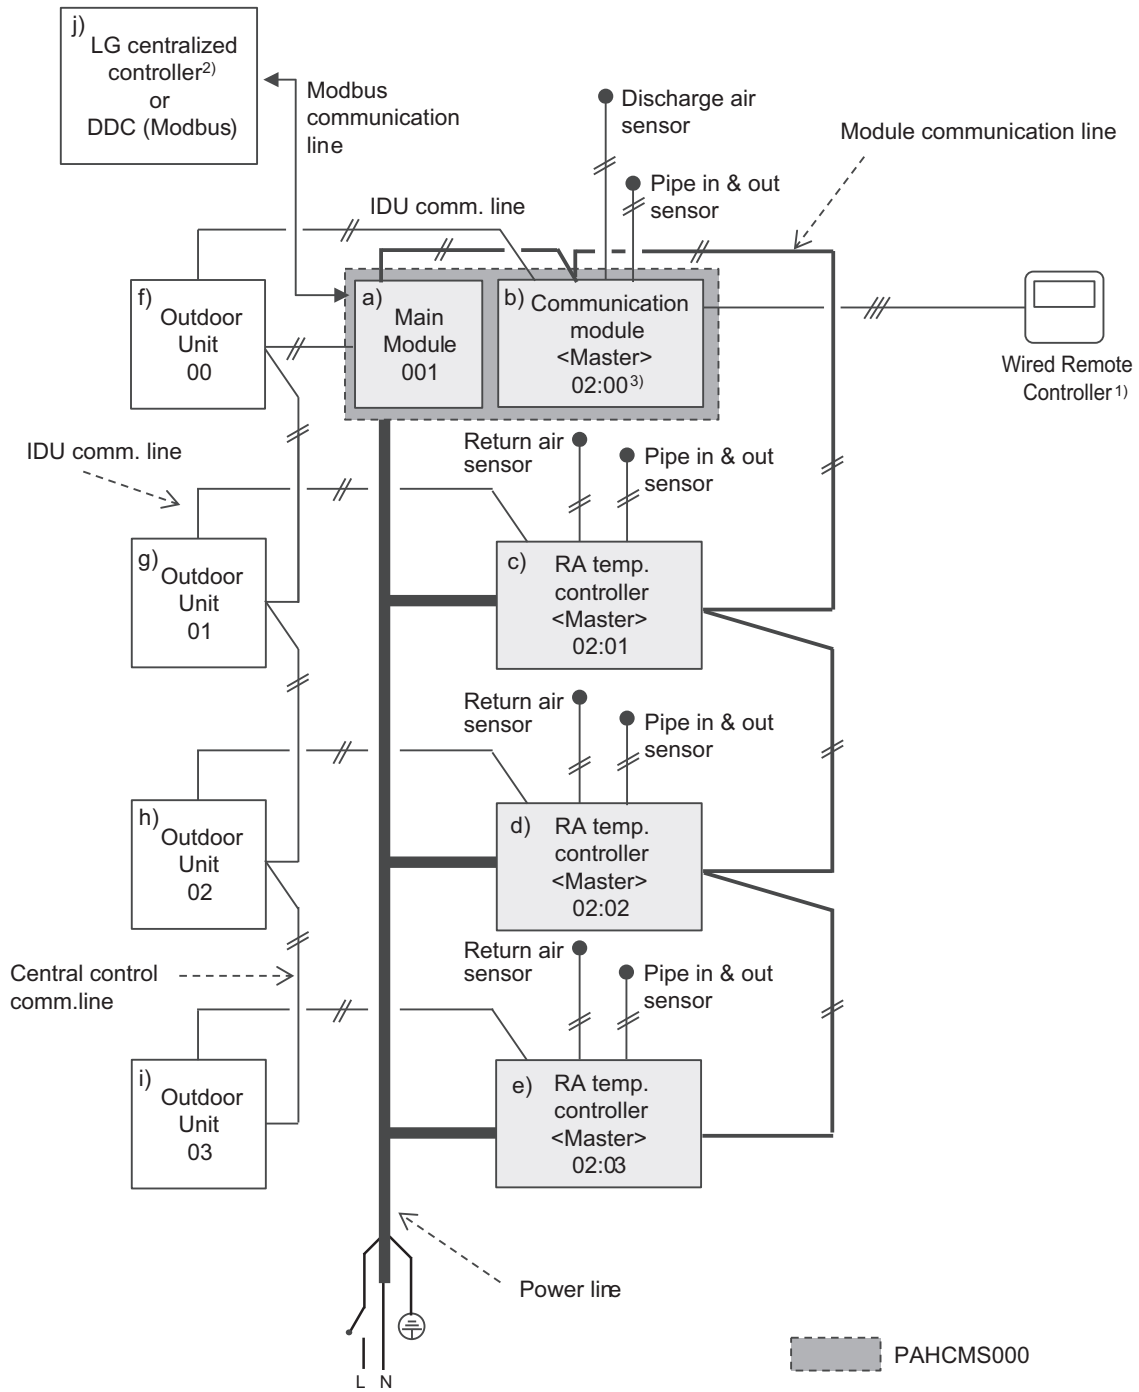 j)
LG centralized
controller2)
or
DDC (Modbus)
Modbus
communication
line
Discharge air
sensor
Module communication line
Pipe in & out
sensor
IDU comm. line
f)
Outdoor
Unit
00
a)
Main
Module
001
b) Communication
module
<Master>
02:003)
Wired Remote
Controller1)
IDU comm. line
Return air
sensor
Pipe in & out
sensor
g)
Outdoor
Unit
01
c)
RA temp.
controller
<Master>
02:01
Return air
sensor
Pipe in & out
sensor
h)
Outdoor
Unit
02
d)
RA temp.
controller
<Master>
02:02
Return air
sensor
Pipe in & out
sensor
Central control
comm.line
i)
Outdoor
Unit
03
e)
RA temp.
controller
<Master>
02:03
Power line
L N
PAHCMS000